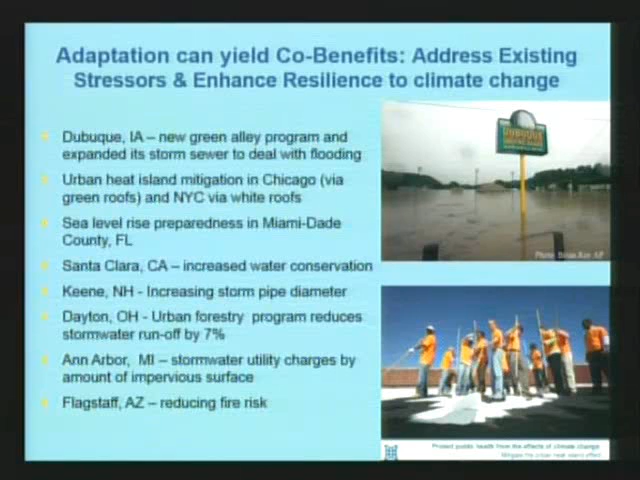 Adaptation can yield Co-Benefits: Address Existing
Stressors & Enhance Resilience to climate change
Dubuque, IA – new green alley program and
expanded its storm sewer to deal with flooding
Urban heat island mitigation in Chicago (via
green roofs) and NYC via white roofs
Sea level rise preparedness in Miami-Dade
County, FL
Santa Clara, CA – increased water conservation
Keene, NH - Increasing storm pipe diameter
Dayton, OH - Urban forestry program reduces
stormwater run-off by 7%
Ann Arbor, MI – stormwater utility charges by
amount of impervious surface
Flagstaff, AZ – reducing fire risk
DUBUQUE
Photo:
AP
Protect public health from the effects of climate change
Mitigate the urban heat island effect